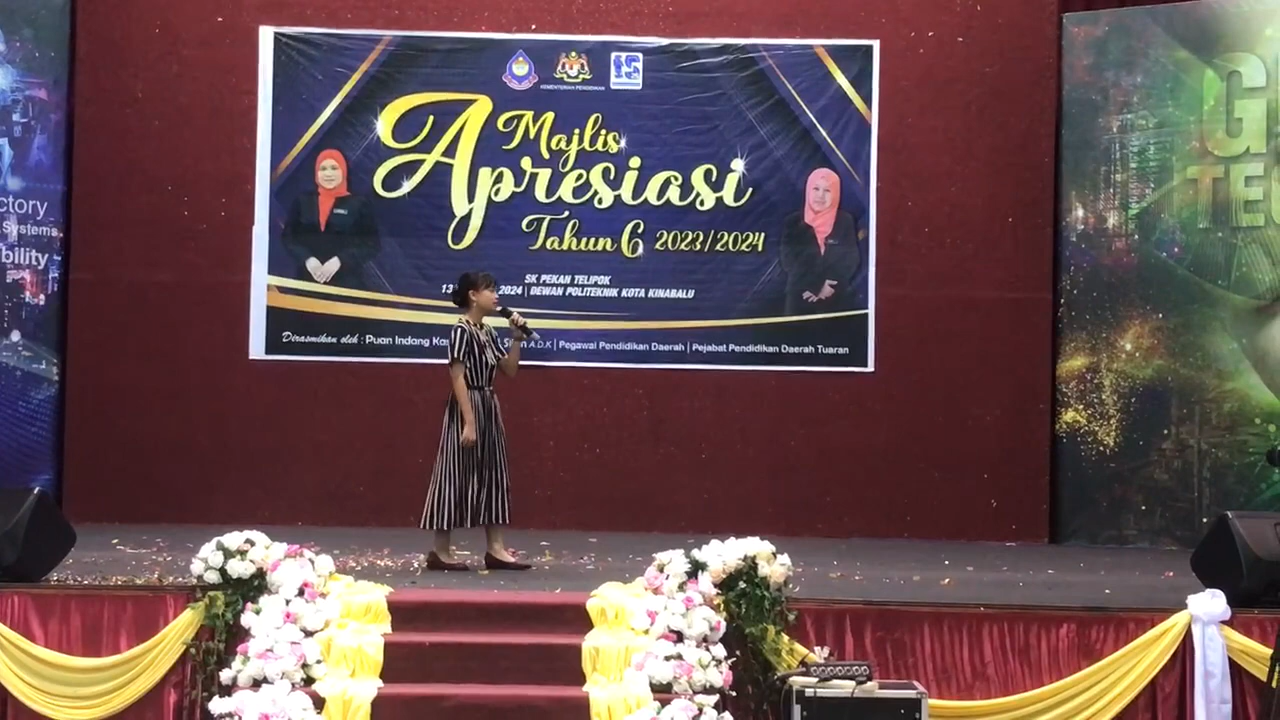 KEMENTERIAN PENDIDIKAN
Majlis
Apresiasi
Tahun 6 2023/2024
SK PEKAN TELIPOK
13 2024 | DEWAN POLITEKNIK KOTA KINABALU
Dirasmikan oleh : Puan Indang A.D.K | Pegawai Pendidikan Daerah | Pejabat Pendidikan Daerah Tuaran
ctory
Systems
bility
G
TEC